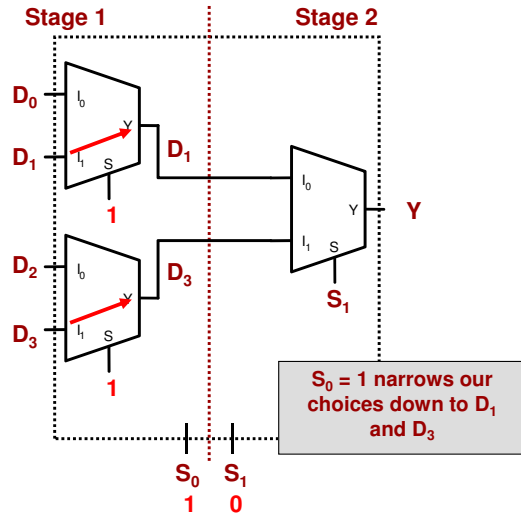 Stage 1
Stage 2
D0
I0
Y
D1
I1
D1
S
1
I0
Y
Y
I1
S
S1
D2
I0
Y
D3
D3
I1
S
1
S0 = 1 narrows our
choices down to D1
and D3
S0
S1
1
0